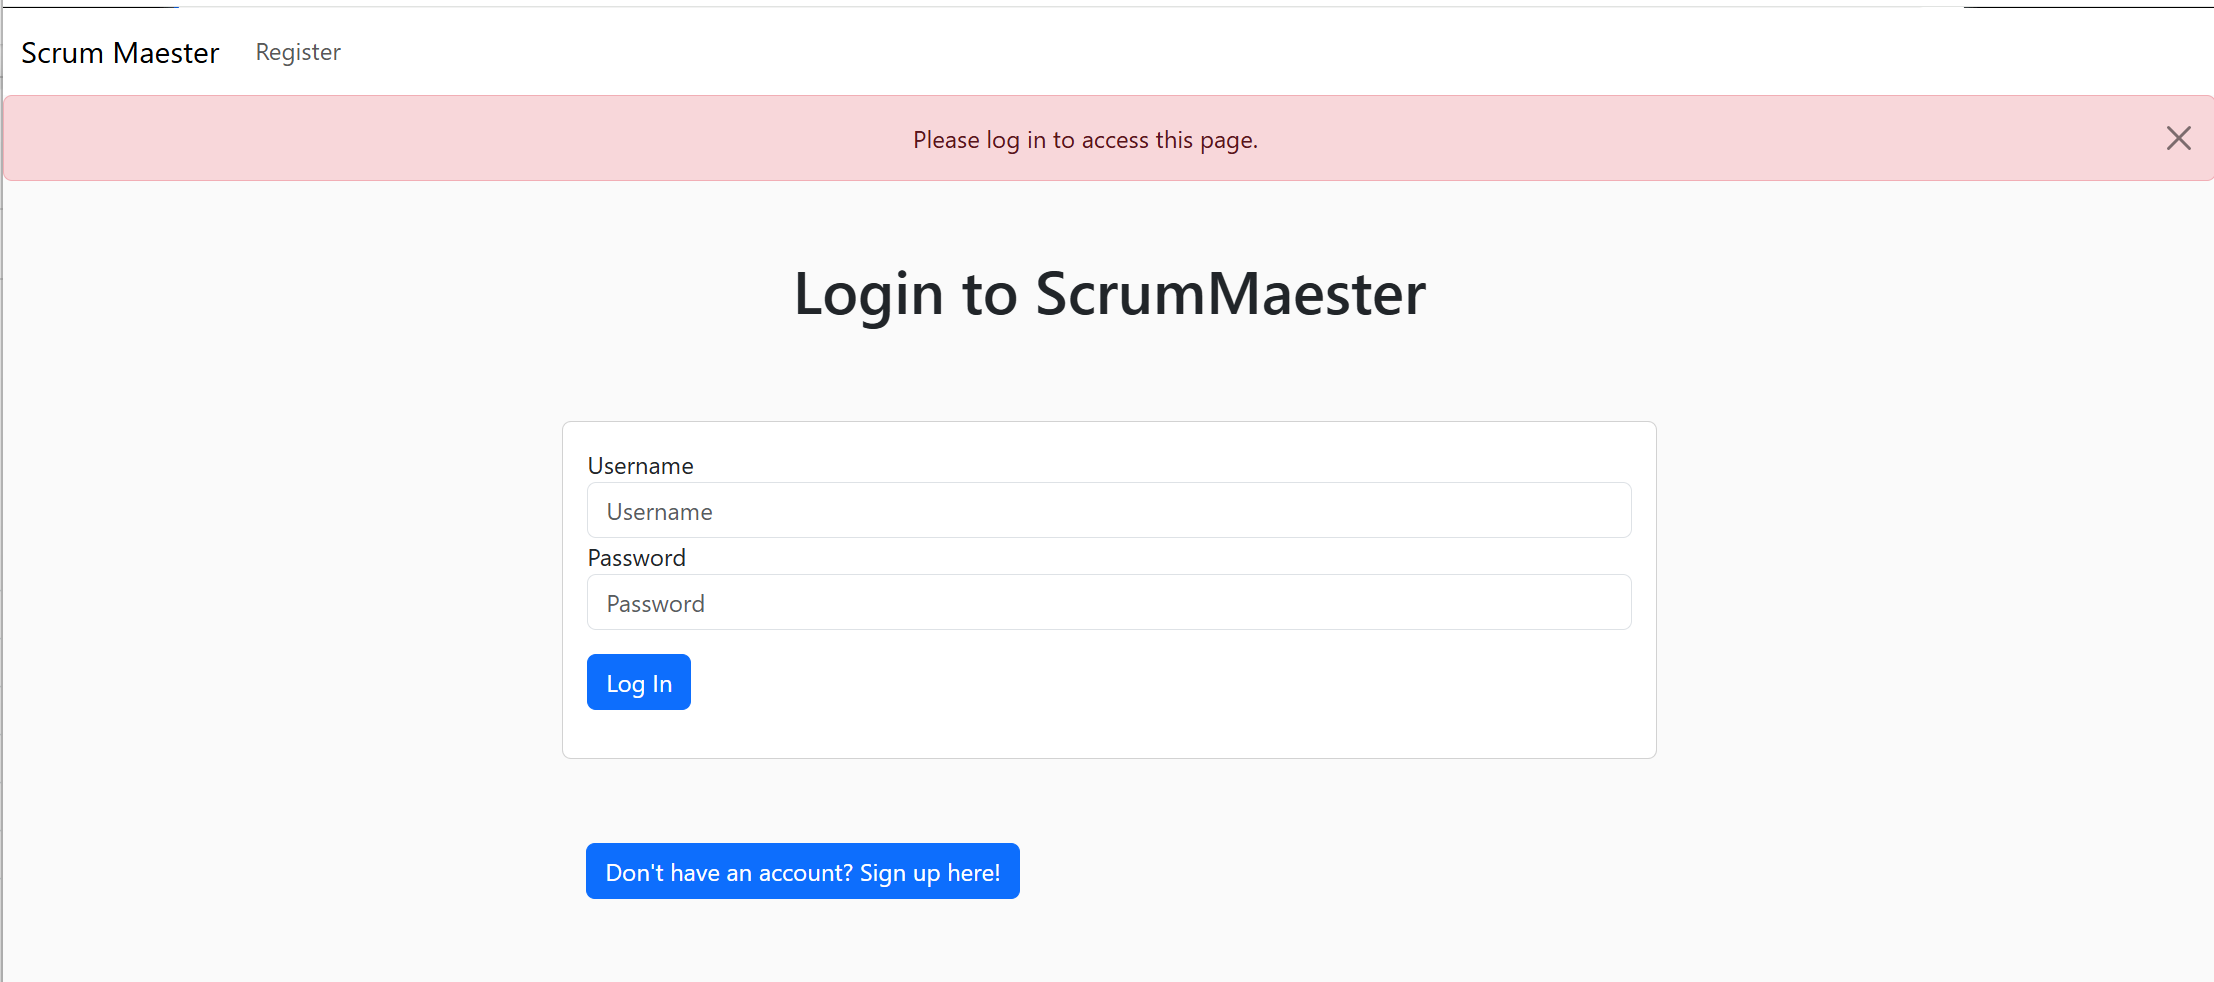 Scrum Maester Register
Please log in to access this page.
Login to ScrumMaester
Username
Username
Password
Password
Log In
Don't have an account? Sign up here!